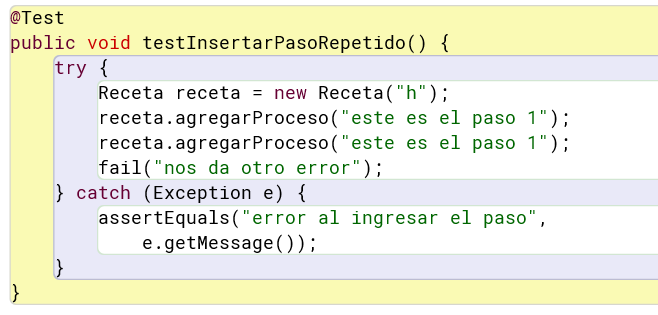 @Test
public void testInsertarPasoRepetido() {
try {
Receta receta = new Receta("h");
receta.agregarProceso("este es el paso 1");
receta.agregarProceso("este es el paso 1");
fail("nos da otro error");
} catch (Exception e) {
assertEquals("error al ingresar el paso",
e.getMessage());
}
}